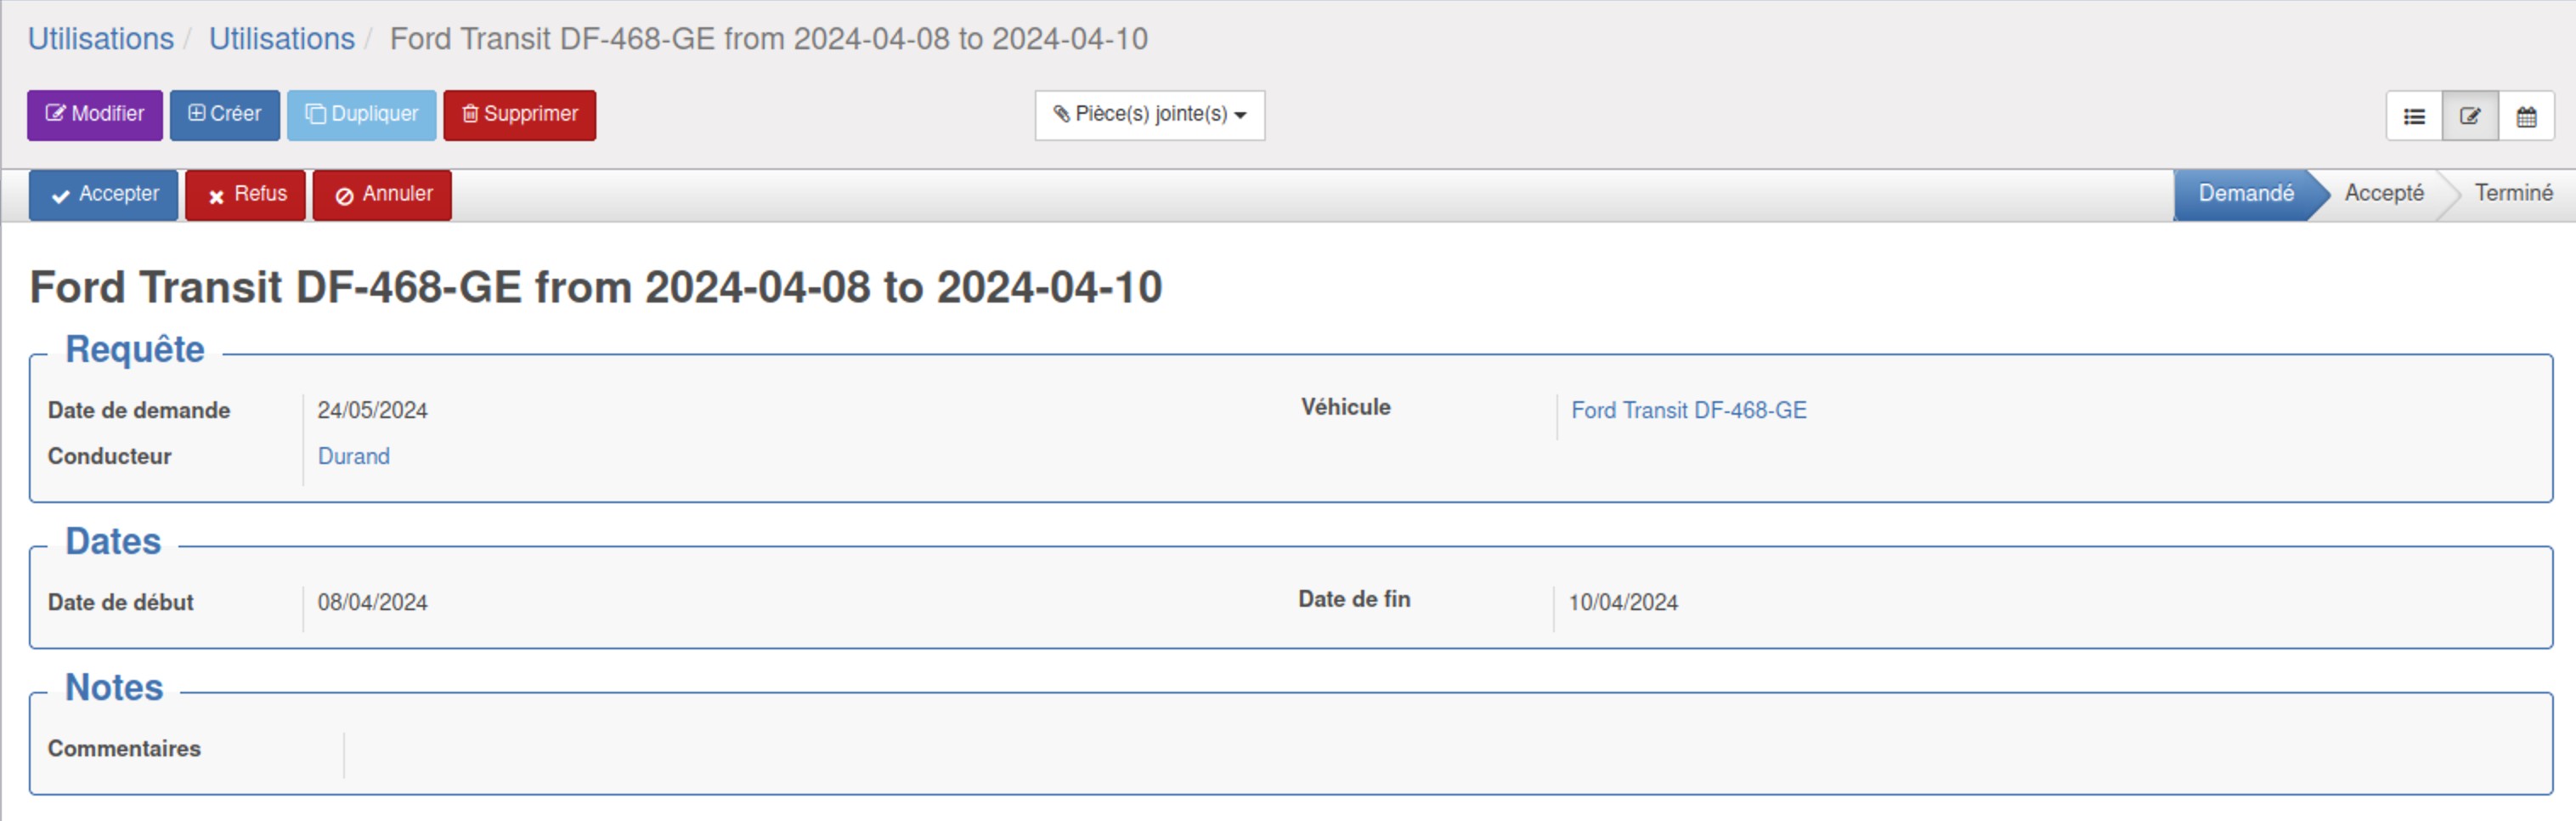 Utilisations / Utilisations / Ford Transit DF-468-GE from 2024-04-08 to 2024-04-10
Modifier Créer Dupliquer Supprimer Pièce(s) jointe(s)
Accepter Refus Annuler Demandé Accepté Terminé
Ford Transit DF-468-GE from 2024-04-08 to 2024-04-10
Requête
Date de demande 24/05/2024 Véhicule Ford Transit DF-468-GE
Conducteur Durand
Dates
Date de début 08/04/2024 Date de fin 10/04/2024
Notes
Commentaires